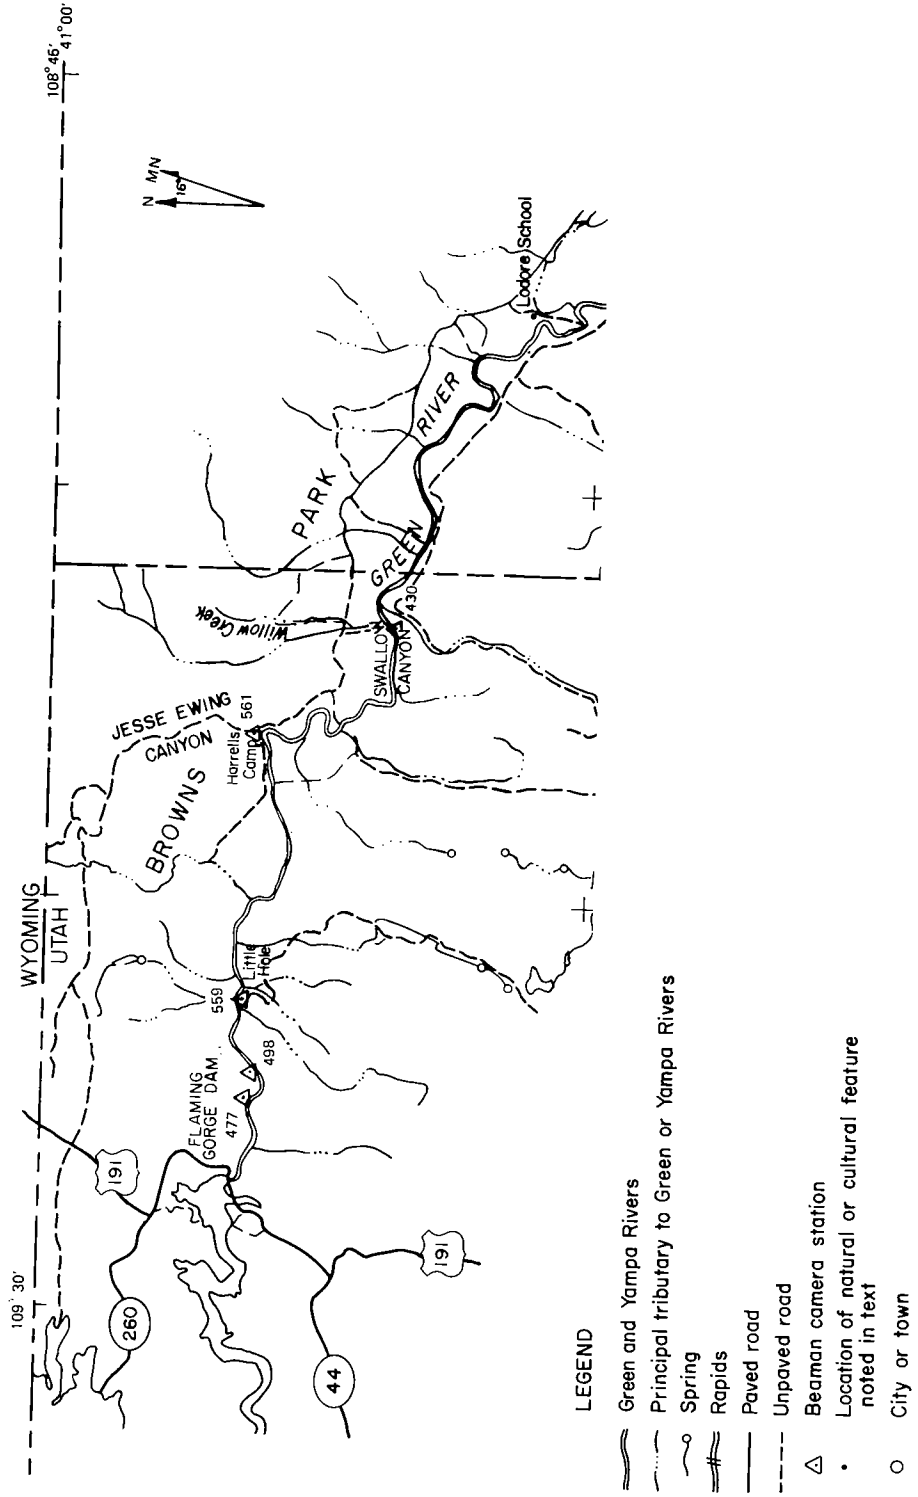 108°45'
41°00'
N MN
16°
WYOMING
UTAH
109° 30'
191
260
44
191
FLAMING
GORGE DAM
477
498
559
Little
Hole
BROWNS
PARK
JESSE EWING
CANYON
561
Harrells
Camp
Willow Creek
SWALLO
CANYON
430
GREEN
RIVER
Lodore School
LEGEND
Green and Yampa Rivers
Principal tributary to Green or Yampa Rivers
Spring
Rapids
Paved road
Unpaved road
Beaman camera station
Location of natural or cultural feature
noted in text
City or town